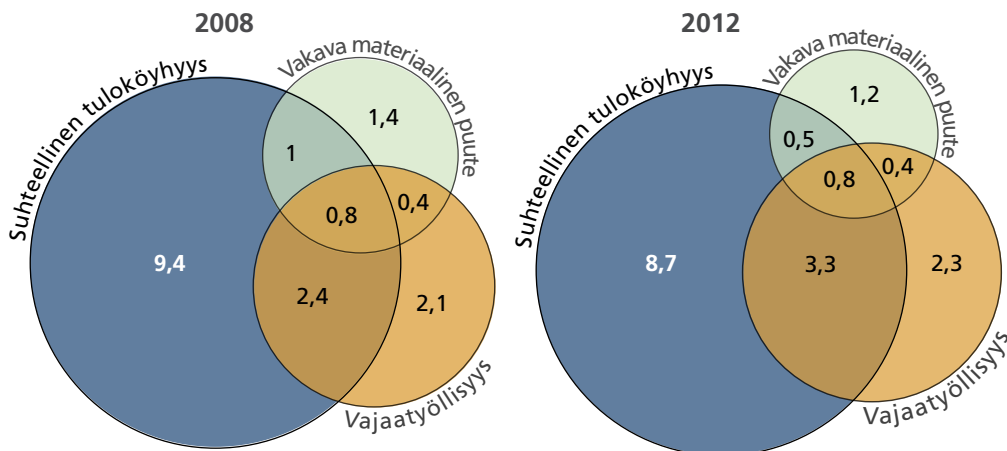 2008
Suhteellinen tuloköyhyys
Vakava materiaalinen puute
1,4
1
0,8
0,4
9,4
2,4
2,1
Vajaatyöllisyys
2012
Suhteellinen tuloköyhyys
Vakava materiaalinen puute
1,2
0,5
0,8
0,4
8,7
3,3
2,3
Vajaatyöllisyys